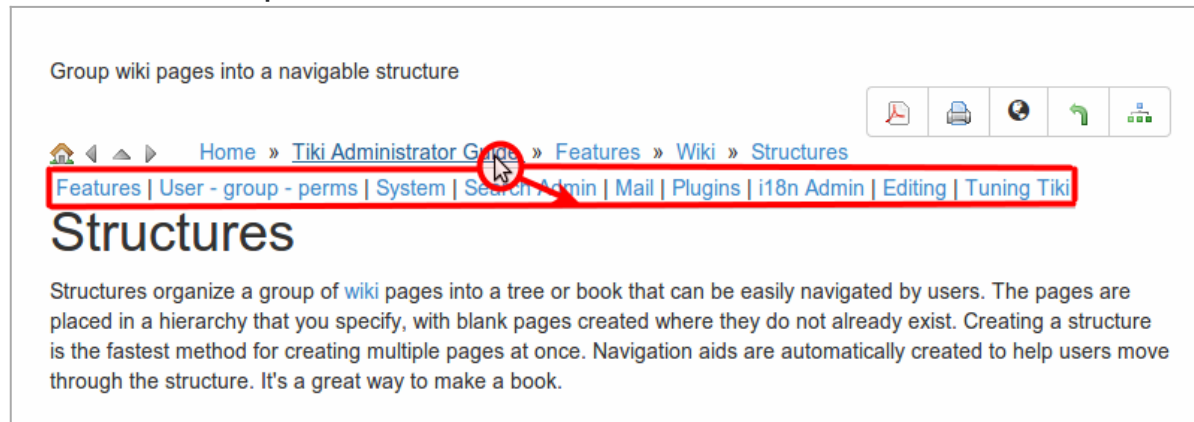 Group wiki pages into a navigable structure
Home » Tiki Administrator Guide » Features » Wiki » Structures
Features | User - group - perms | System | Search Admin | Mail | Plugins | i18n Admin | Editing | Tuning Tiki
Structures
Structures organize a group of wiki pages into a tree or book that can be easily navigated by users. The pages are
placed in a hierarchy that you specify, with blank pages created where they do not already exist. Creating a structure
is the fastest method for creating multiple pages at once. Navigation aids are automatically created to help users move
through the structure. It's a great way to make a book.